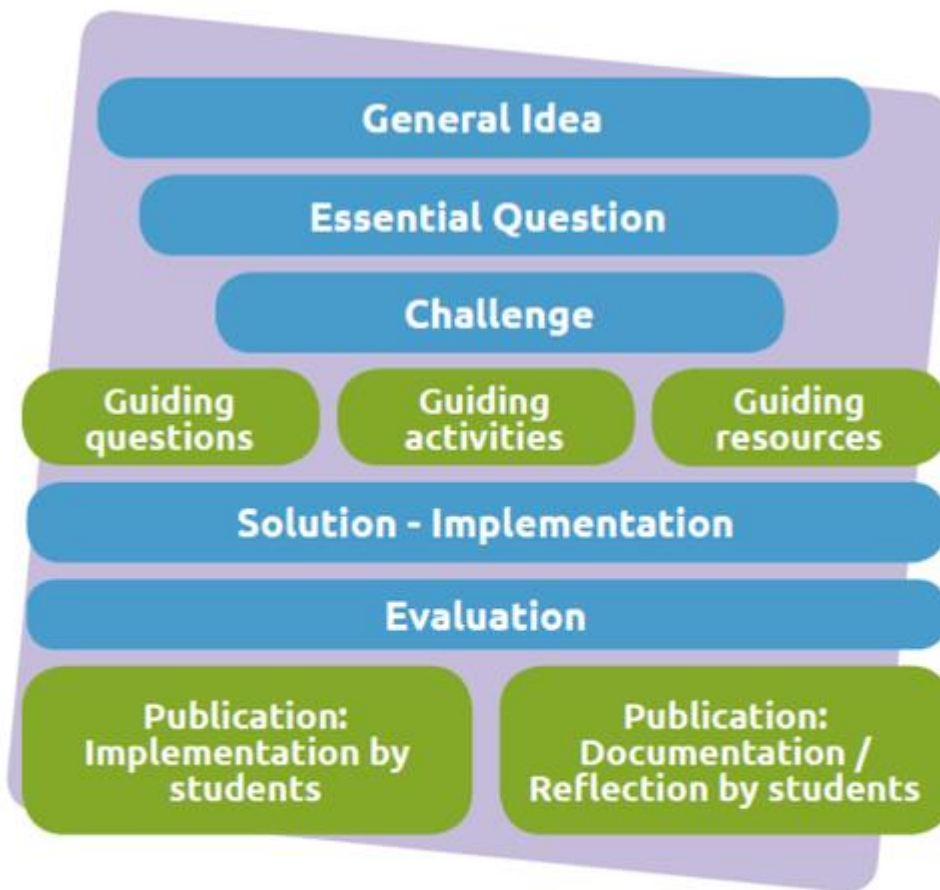 General Idea
Essential Question
Challenge
Guiding
questions
Guiding
activities
Guiding
resources
Solution - Implementation
Evaluation
Publication:
Implementation by
students
Publication:
Documentation /
Reflection by students